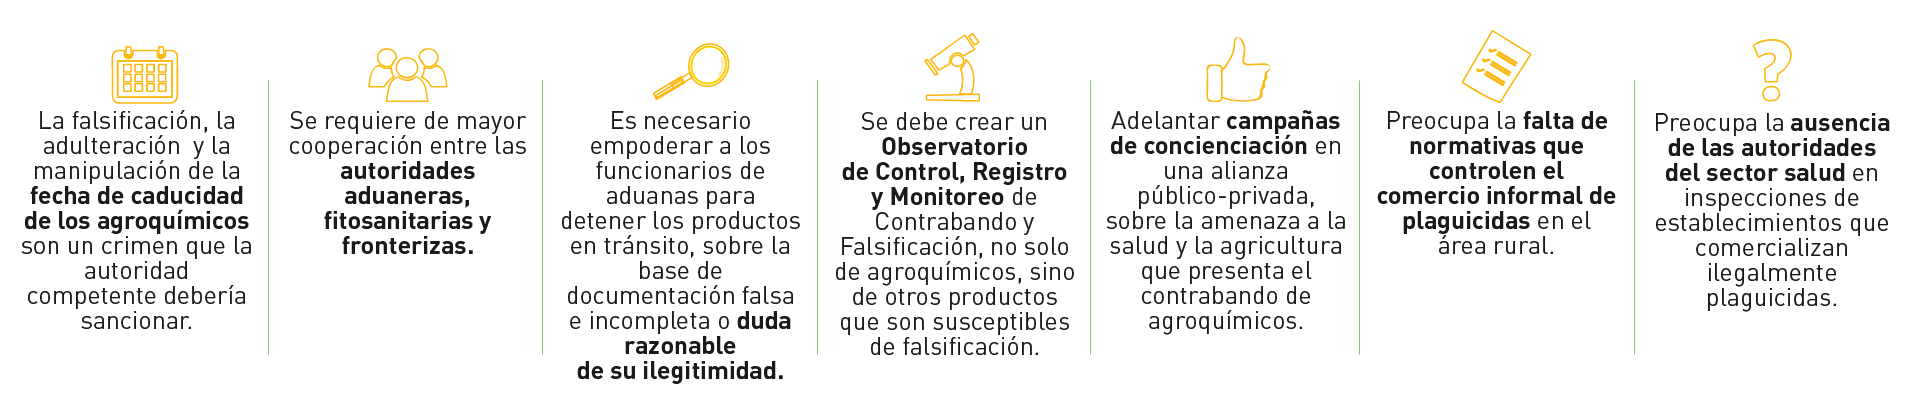 La falsificación, la
adulteración y la
manipulación de la
fecha de caducidad
de los agroquímicos
son un crimen que la
autoridad
competente debería
sancionar.
Se requiere de mayor
cooperación entre las
autoridades
aduaneras,
fitosanitarias y
fronterizas.
Es necesario
empoderar a los
funcionarios de
aduanas para
detener los productos
en tránsito, sobre la
base de
documentación falsa
e incompleta o duda
razonable
de su ilegitimidad.
Se debe crear un
Observatorio
de Control, Registro
y Monitoreo de
Contrabando y
Falsificación, no solo
de agroquímicos, sino
de otros productos
que son susceptibles
de falsificación.
Adelantar campañas
de concienciación en
una alianza
público-privada,
sobre la amenaza a la
salud y la agricultura
que presenta el
contrabando de
agroquímicos.
Preocupa la falta de
normativas que
controlen el
comercio informal de
plaguicidas en el
área rural.
Preocupa la ausencia
de las autoridades
del sector salud en
inspecciones de
establecimientos que
comercializan
ilegalmente
plaguicidas.